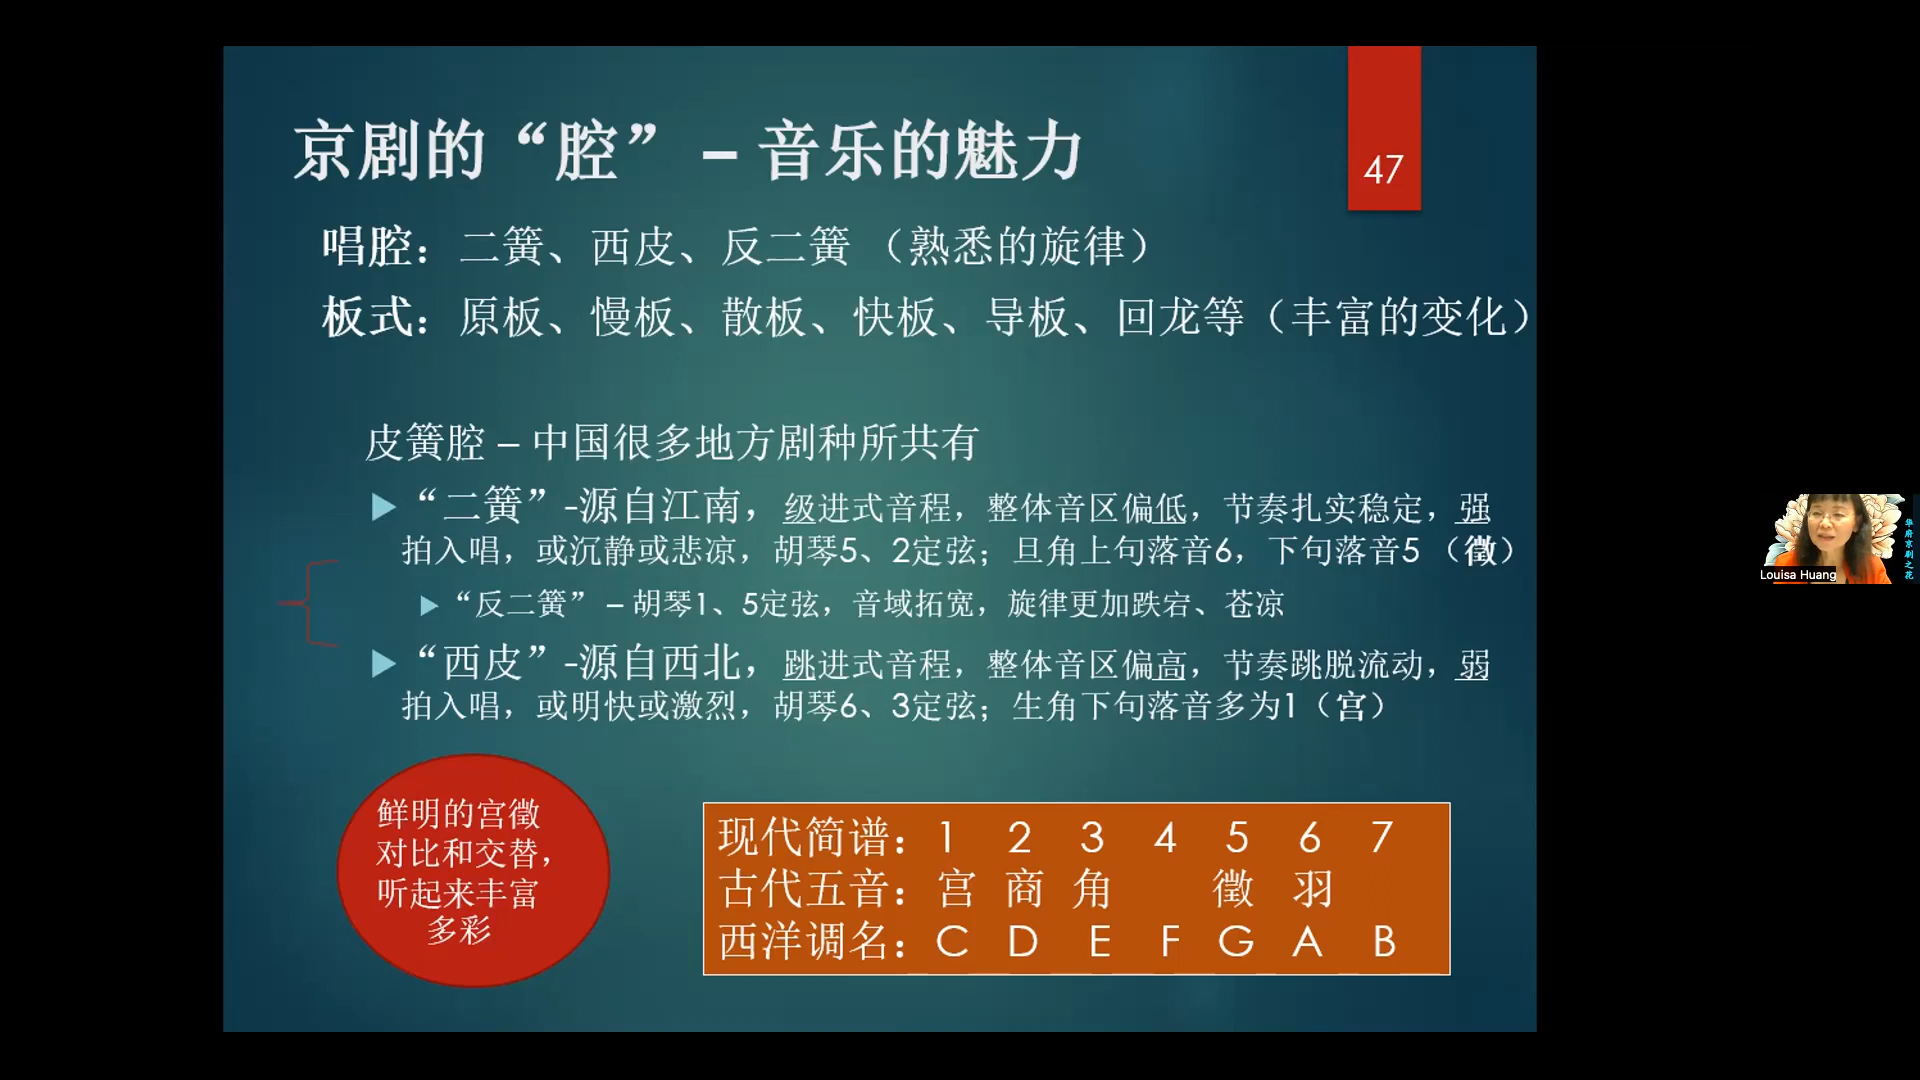 京剧的“腔” – 音乐的魅力
47
唱腔：二簧、西皮、反二簧 （熟悉的旋律）
板式：原板、慢板、散板、快板、导板、回龙等（丰富的变化）
皮簧腔 – 中国很多地方剧种所共有
“二簧”-源自江南，级进式音程，整体音区偏低，节奏扎实稳定，强
拍入唱，或沉静或悲凉，胡琴5、2定弦；旦角上句落音6，下句落音5 （徵）
“反二簧” – 胡琴1、5定弦，音域拓宽，旋律更加跌宕、苍凉
“西皮”-源自西北，跳进式音程，整体音区偏高，节奏跳脱流动，弱
拍入唱，或明快或激烈，胡琴6、3定弦；生角下句落音多为1（宫）
鲜明的宫徵
对比和交替，
听起来丰富
多彩
现代简谱：1 2 3 4 5 6 7
古代五音：宫 商 角 徵 羽
西洋调名：C D E F G A B
华府京剧之花
Louisa Huang